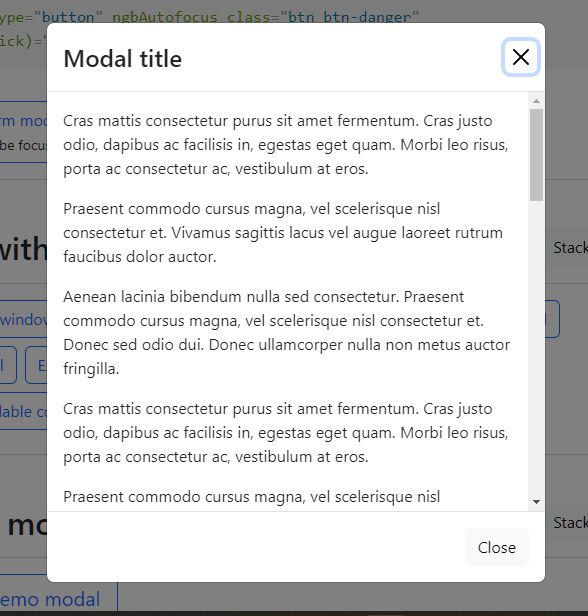 ype="button" ngbAutofocus class="btn btn-danger"
ick)="
Modal title
Cras mattis consectetur purus sit amet fermentum. Cras justo
odio, dapibus ac facilisis in, egestas eget quam. Morbi leo risus,
porta ac consectetur ac, vestibulum at eros.
rm mo
be focus
Praesent commodo cursus magna, vel scelerisque nisl
consectetur et. Vivamus sagittis lacus vel augue laoreet rutrum
faucibus dolor auctor.
with
Stack
Aenean lacinia bibendum nulla sed consectetur. Praesent
commodo cursus magna, vel scelerisque nisl consectetur et.
Donec sed odio dui. Donec ullamcorper nulla non metus auctor
fringilla.
window
l
E
lable co
Cras mattis consectetur purus sit amet fermentum. Cras justo
odio, dapibus ac facilisis in, egestas eget quam. Morbi leo risus,
porta ac consectetur ac, vestibulum at eros.
Praesent commodo cursus magna, vel scelerisque nisl
mo
Stack
Close
emo modal